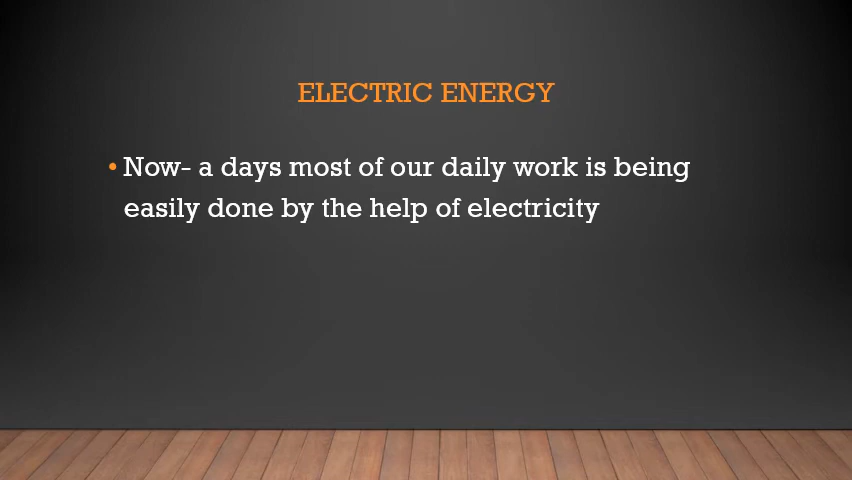 ELECTRIC ENERGY
• Now- a days most of our daily work is being
easily done by the help of electricity